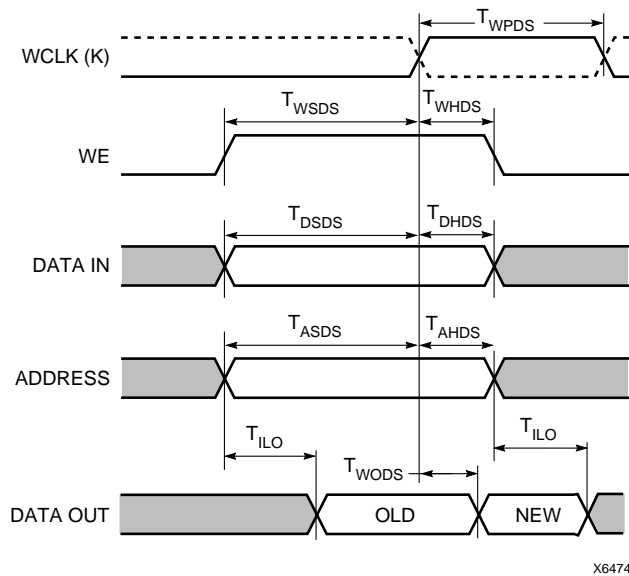 T_WPDS
WCLK (K)
T_WSDS T_WHDS
WE
T_DSDS T_DHDS
DATA IN
T_ASDS T_AHDS
ADDRESS
T_ILO T_ILO
T_WODS
DATA OUT OLD NEW
X6474